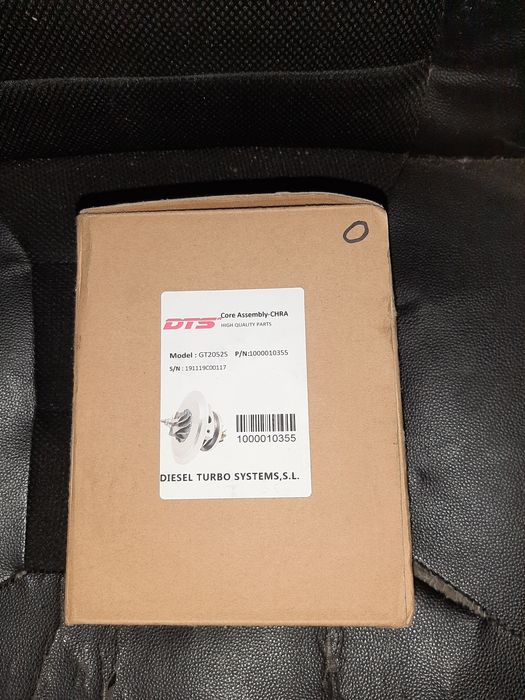 O
DTS Core Assembly-CHRA
HIGH QUALITY PARTS
Model : GT2052S P/N:1000010355
S/N : 191119C00117
1000010355
DIESEL TURBO SYSTEMS,S.L.